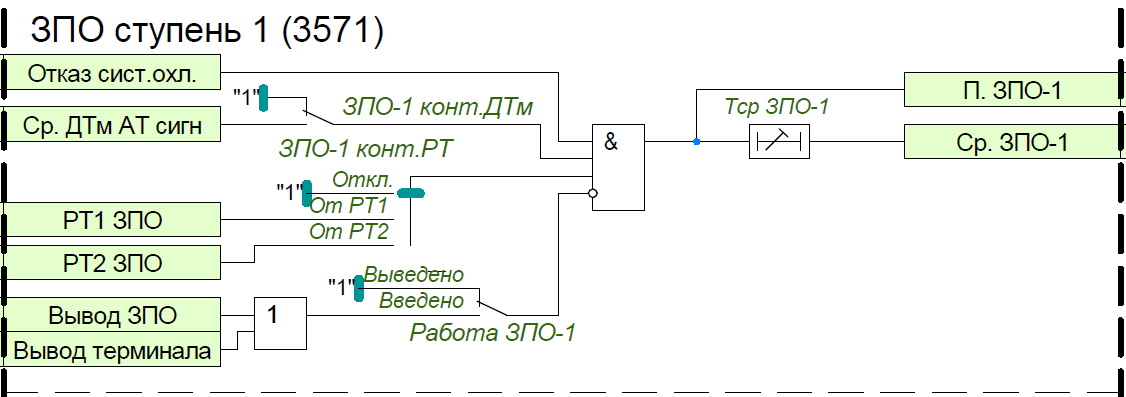 ЗПО ступень 1 (3571)
Отказ сист.охл.
"1"
ЗПО-1 конт.ДТм
Ср. ДТм АТ сигн
ЗПО-1 конт.РТ
Откл.
"1"
От РТ1
РТ1 ЗПО
От РТ2
РТ2 ЗПО
Выведено
"1"
Введено
Вывод ЗПО
1
Работа ЗПО-1
Вывод терминала
&
Тср ЗПО-1
П. ЗПО-1
Ср. ЗПО-1